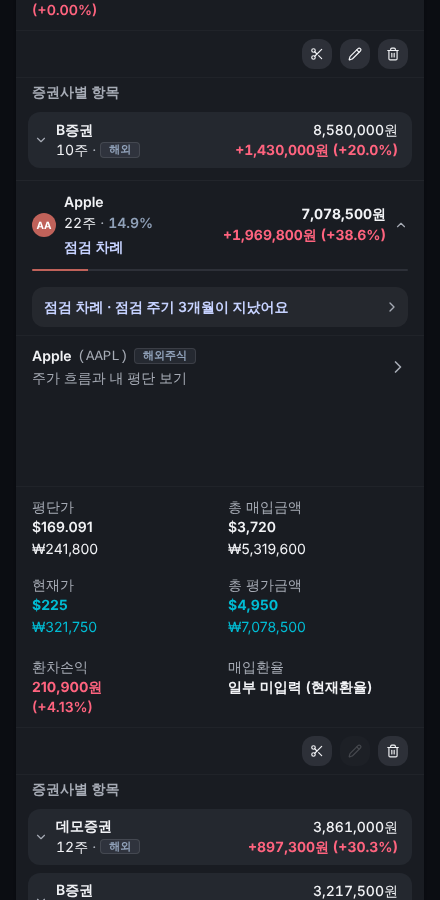 (+0.00%)
증권사별 항목
B증권
8,580,000원
10주 · 해외
+1,430,000원 (+20.0%)
Apple
7,078,500원
AA
22주 · 14.9%
+1,969,800원 (+38.6%)
점검 차례
점검 차례 · 점검 주기 3개월이 지났어요
Apple (AAPL) 해외주식
주가 흐름과 내 평단 보기
평단가
총 매입금액
$169.091
$3,720
₩241,800
₩5,319,600
현재가
총 평가금액
$225
$4,950
₩321,750
₩7,078,500
환차손익
매입환율
210,900원
일부 미입력 (현재환율)
(+4.13%)
증권사별 항목
데모증권
3,861,000원
12주 · 해외
+897,300원 (+30.3%)
B증권
3,217,500원